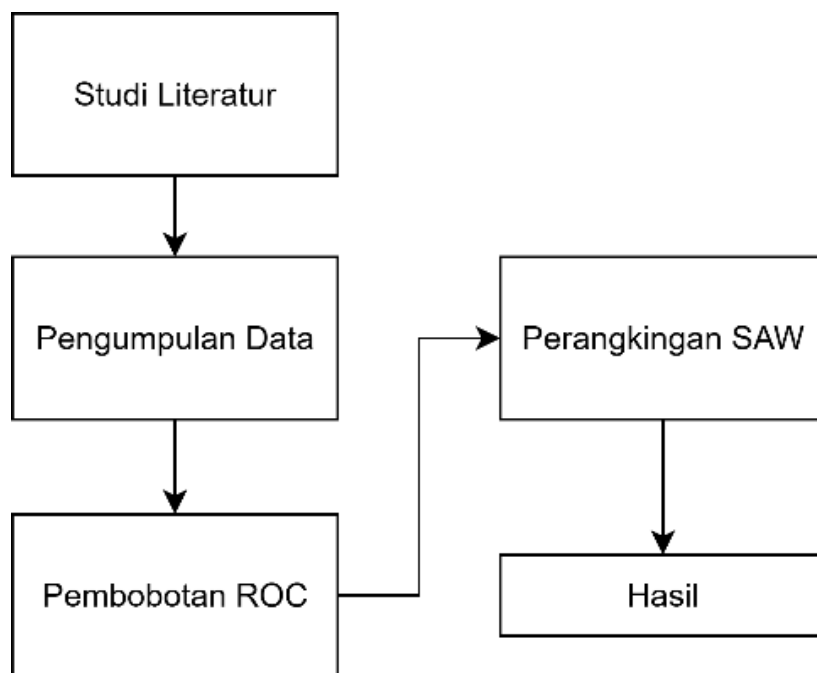 Studi Literatur
Pengumpulan Data
Pembobotan ROC
Perangkingan SAW
Hasil